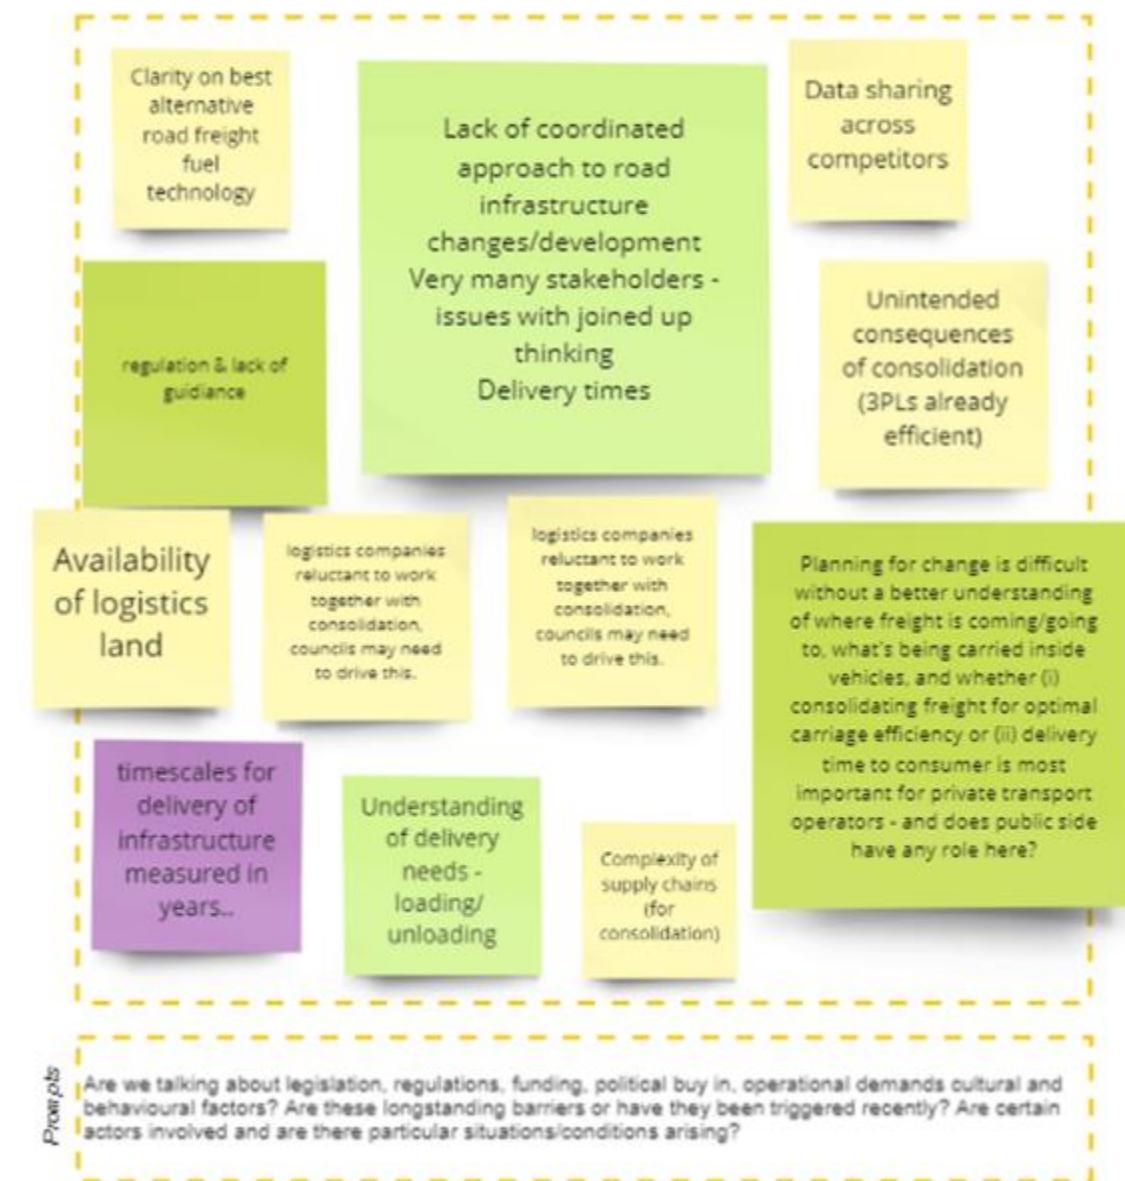 Clarity on best
alternative
road freight
fuel
technology
Lack of coordinated
approach to road
infrastructure
changes/development
Very many stakeholders -
issues with joined up
thinking
Delivery times
Data sharing
across
competitors
regulation & lack of
guidiance
Unintended
consequences
of consolidation
(3PLs already
efficient)
Availability
of logistics
land
logistics companies
reluctant to work
together with
consolidation,
councils may need
to drive this.
logistics companies
reluctant to work
together with
consolidation,
councils may need
to drive this.
Planning for change is difficult
without a better understanding
of where freight is coming/going
to, what's being carried inside
vehicles, and whether (i)
consolidating freight for optimal
carriage efficiency or (ii) delivery
time to consumer is most
important for private transport
operators - and does public side
have any role here?
timescales for
delivery of
infrastructure
measured in
years..
Understanding
of delivery
needs -
loading/
unloading
Complexity of
supply chains
(for
consolidation)
Prompts
Are we talking about legislation, regulations, funding, political buy in, operational demands cultural and
behavioural factors? Are these longstanding barriers or have they been triggered recently? Are certain
actors involved and are there particular situations/conditions arising?